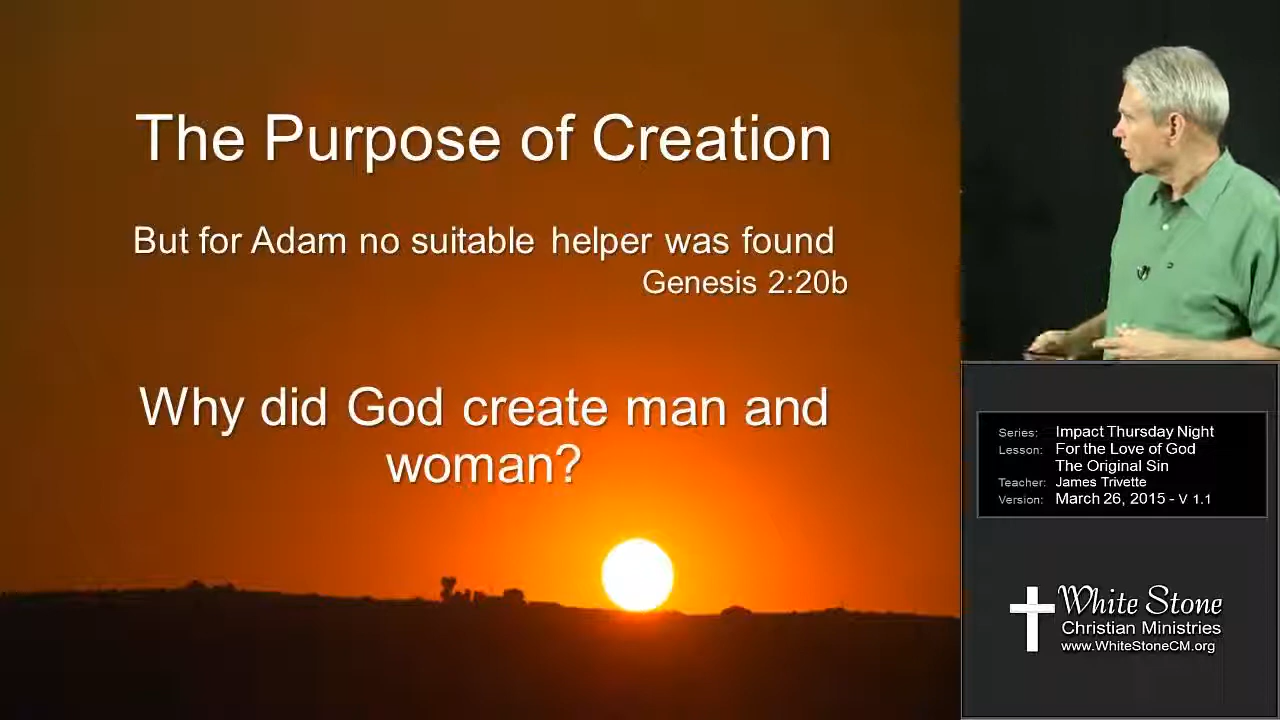 The Purpose of Creation
But for Adam no suitable helper was found
Genesis 2:20b
Why did God create man and
woman?
Series: Impact Thursday Night
Lesson: For the Love of God
The Original Sin
Teacher: James Trivette
Version: March 26, 2015 - V 1.1
White Stone
Christian Ministries
www.WhiteStoneCM.org